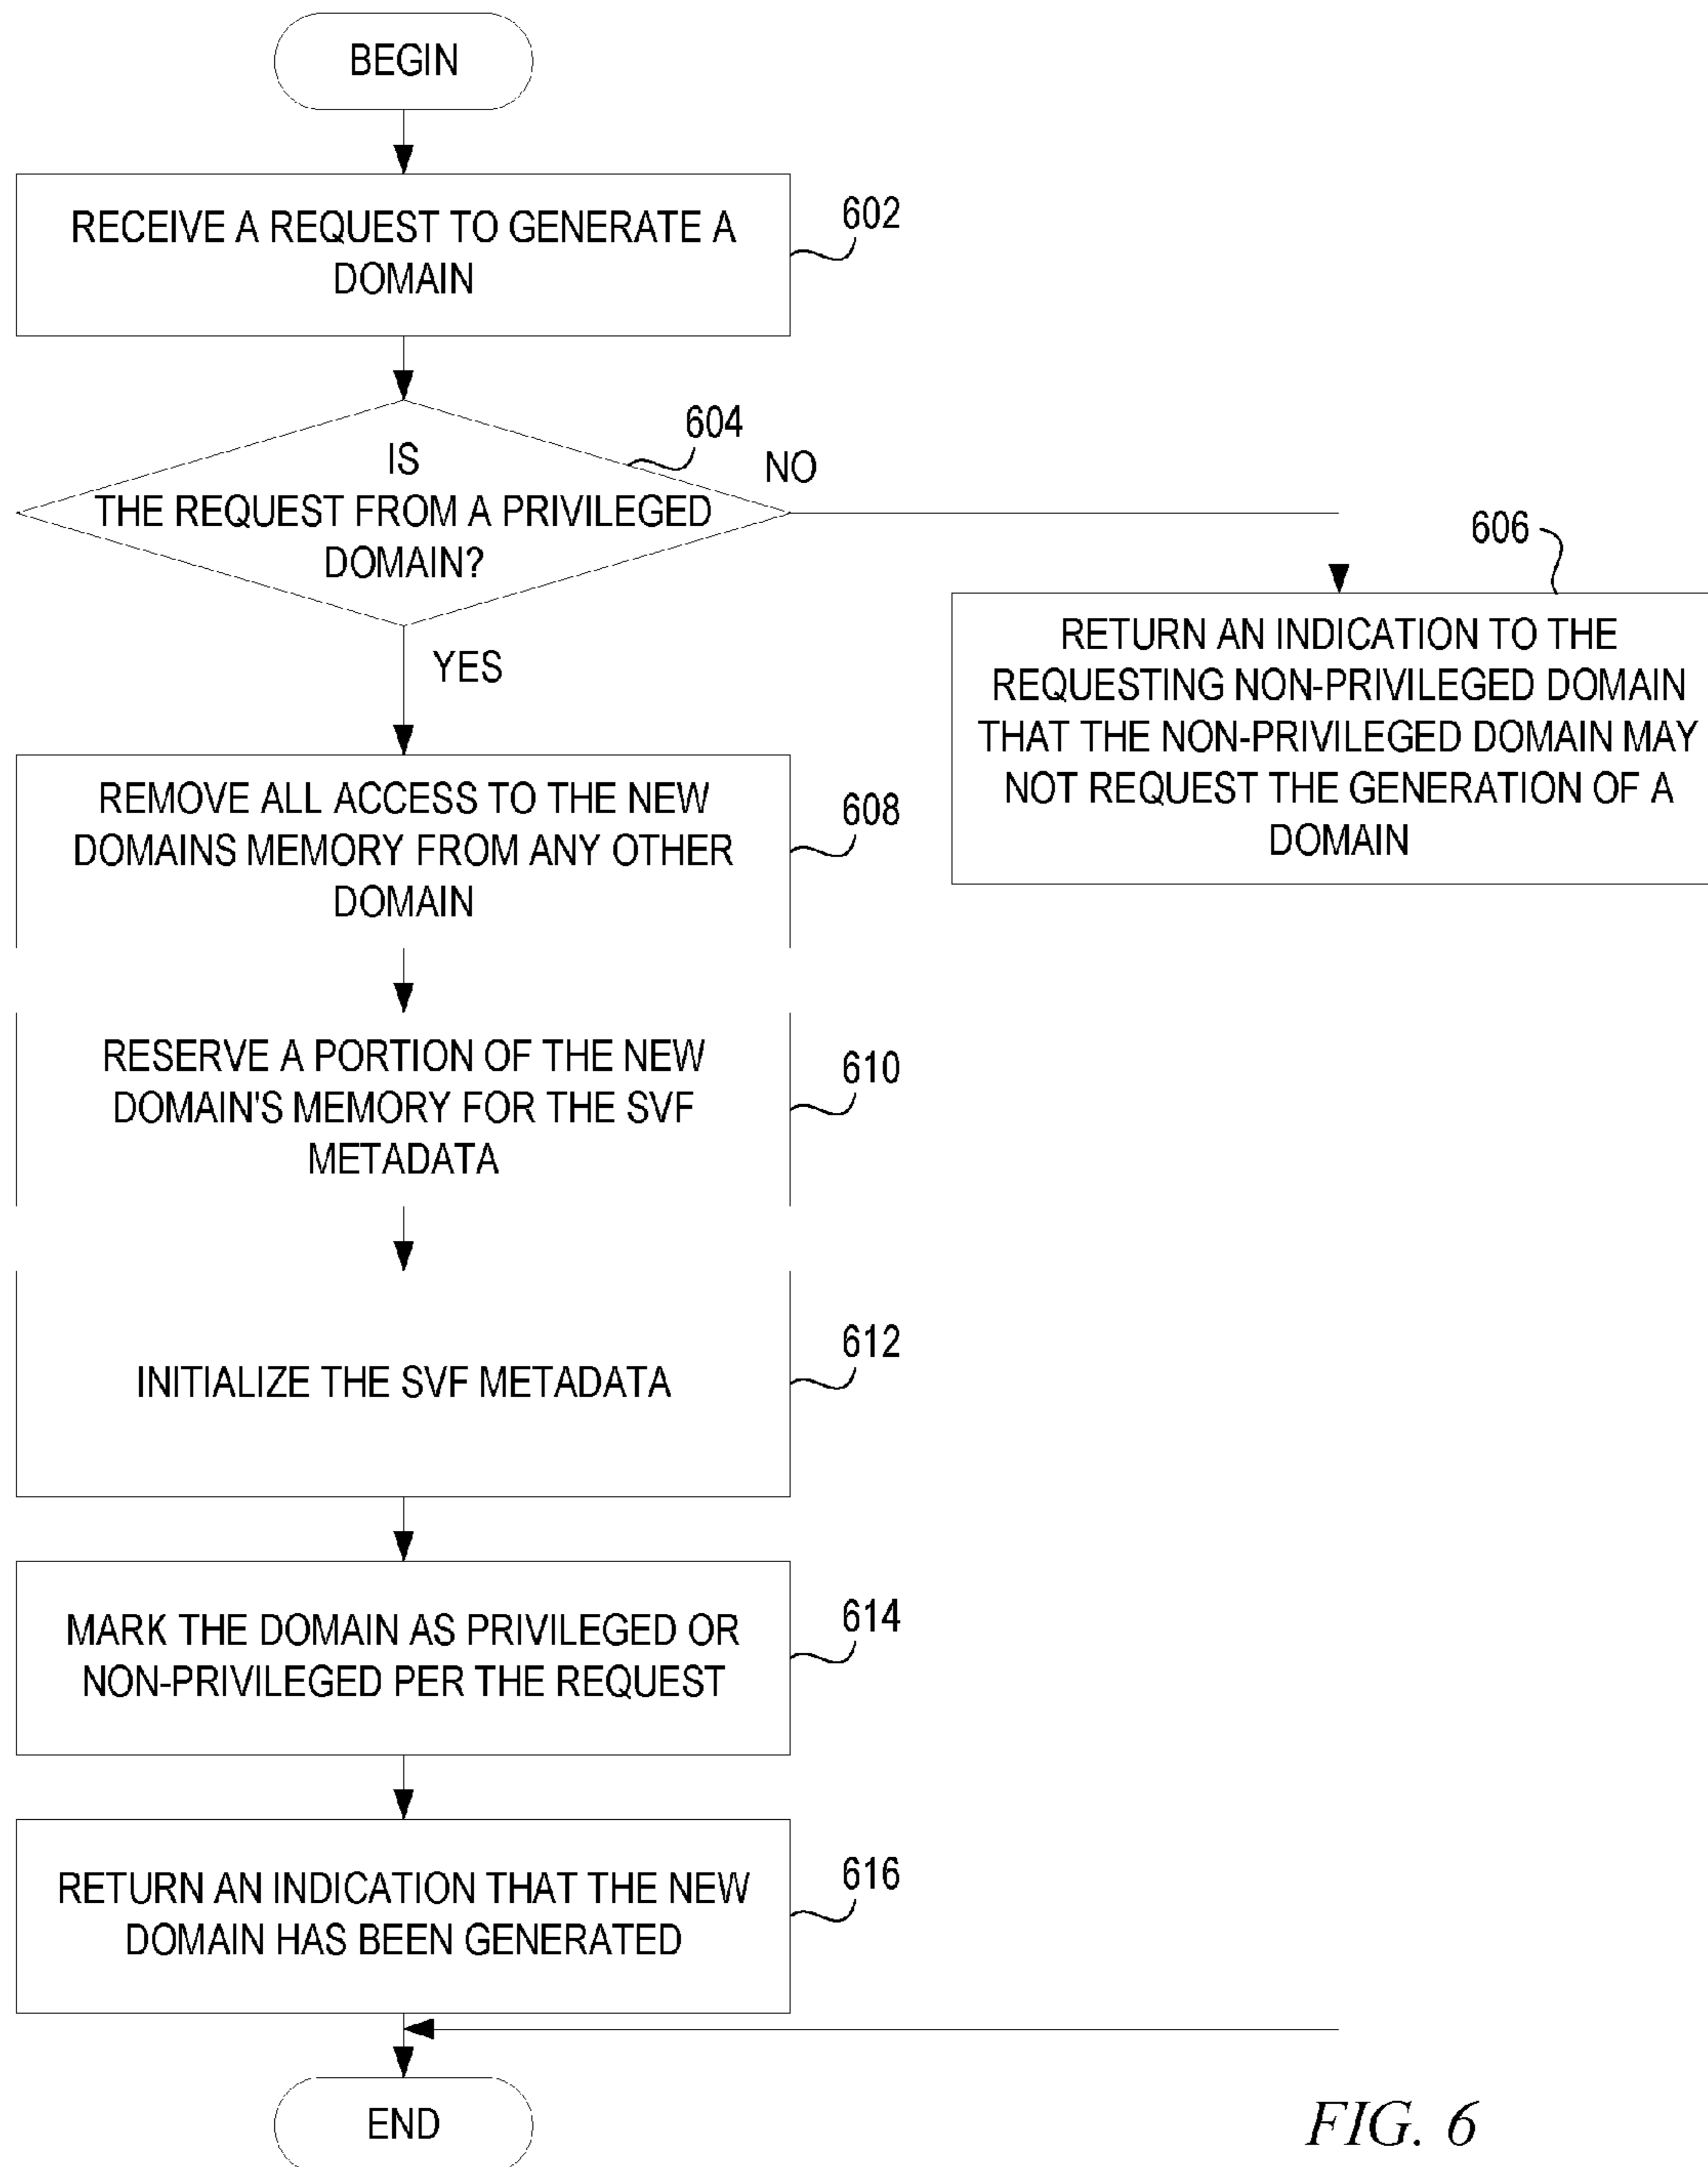 BEGIN
RECEIVE A REQUEST TO GENERATE A
DOMAIN
602
IS
THE REQUEST FROM A PRIVILEGED
DOMAIN?
604
NO
YES
606
RETURN AN INDICATION TO THE
REQUESTING NON-PRIVILEGED DOMAIN
THAT THE NON-PRIVILEGED DOMAIN MAY
NOT REQUEST THE GENERATION OF A
DOMAIN
REMOVE ALL ACCESS TO THE NEW
DOMAINS MEMORY FROM ANY OTHER
DOMAIN
608
RESERVE A PORTION OF THE NEW
DOMAIN'S MEMORY FOR THE SVF
METADATA
610
INITIALIZE THE SVF METADATA
612
MARK THE DOMAIN AS PRIVILEGED OR
NON-PRIVILEGED PER THE REQUEST
614
RETURN AN INDICATION THAT THE NEW
DOMAIN HAS BEEN GENERATED
616
END
FIG. 6